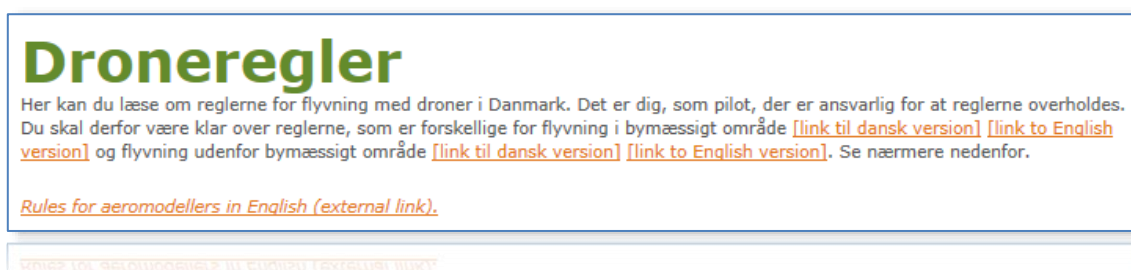 Droneregler
Her kan du læse om reglerne for flyvning med droner i Danmark. Det er dig, som pilot, der er ansvarlig for at reglerne overholdes.
Du skal derfor være klar over reglerne, som er forskellige for flyvning i bymæssigt område [link til dansk version] [link to English
version] og flyvning udenfor bymæssigt område [link til dansk version] [link to English version]. Se nærmere nedenfor.
Rules for aeromodellers in English (external link).